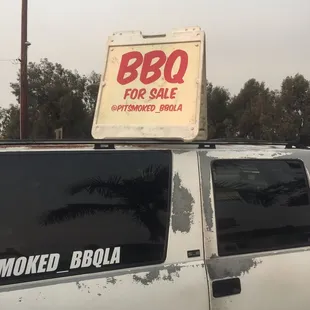 BBQ
FOR SALE
@PITSMOKED_BBQLA
MOKED_BBQLA